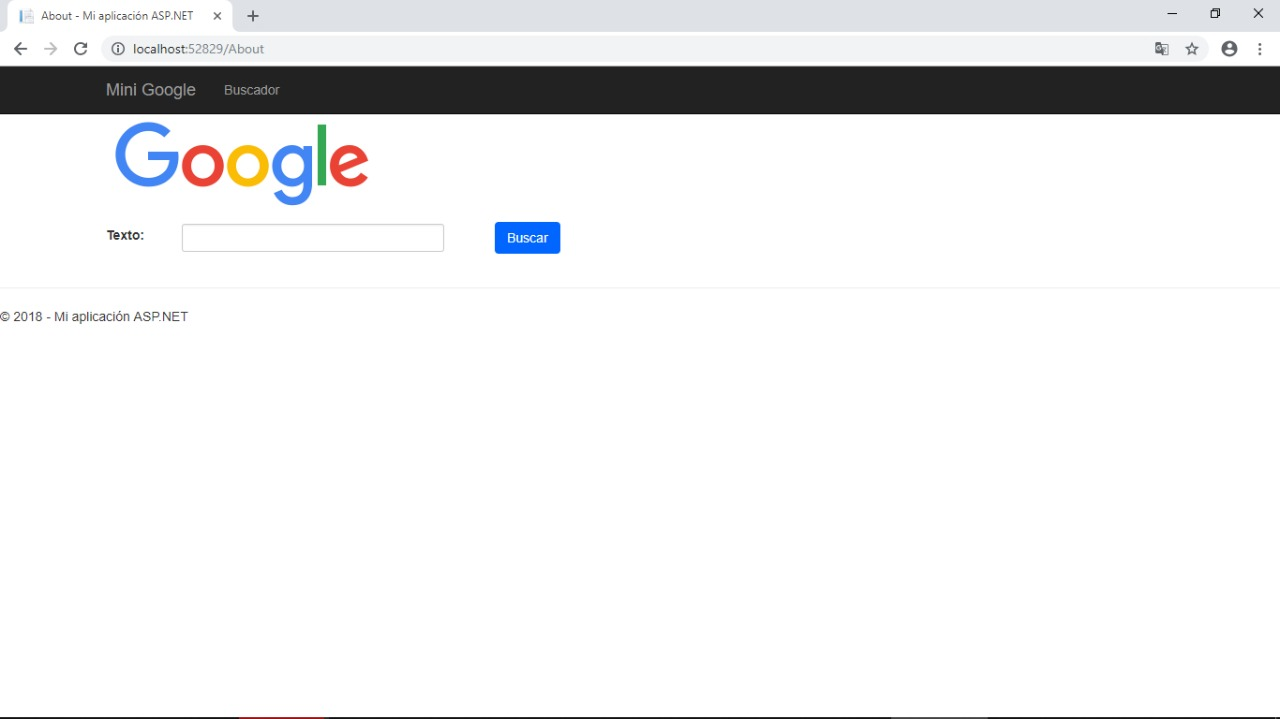 About - Mi aplicación ASP.NET
localhost:52829/About
Mini Google Buscador
Google
Texto: Buscar
© 2018 - Mi aplicación ASP.NET